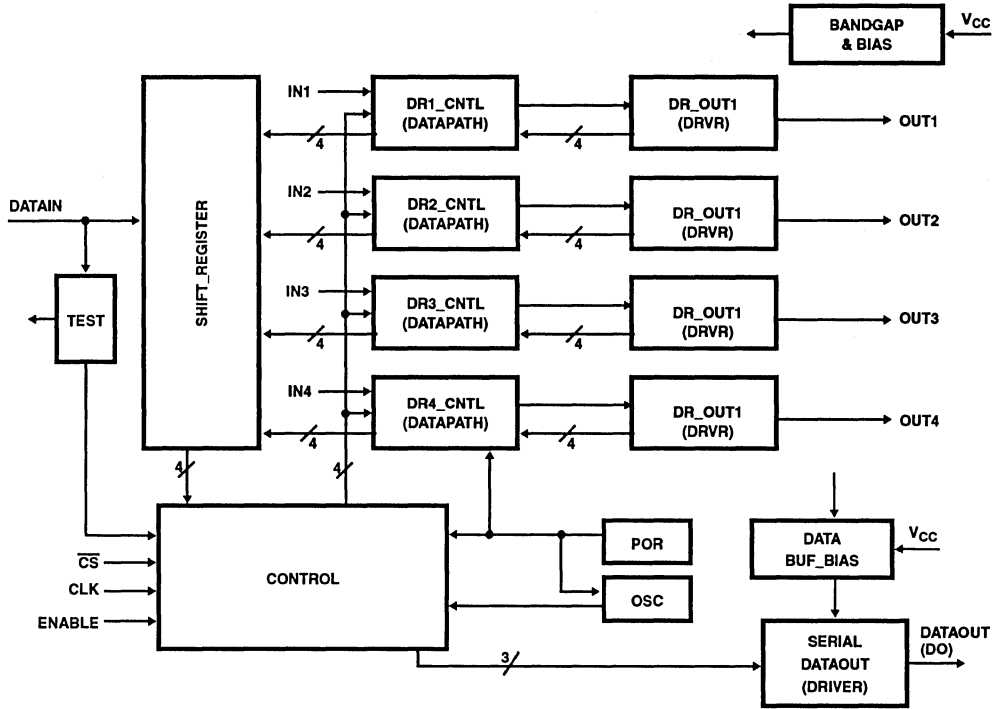 BANDGAP
& BIAS
VCC
IN1
DR1_CNTL
(DATAPATH)
DR_OUT1
(DRVR)
OUT1
4
4
IN2
DR2_CNTL
(DATAPATH)
DR_OUT1
(DRVR)
OUT2
4
4
DATAIN
TEST
SHIFT_REGISTER
IN3
DR3_CNTL
(DATAPATH)
DR_OUT1
(DRVR)
OUT3
4
4
IN4
DR4_CNTL
(DATAPATH)
DR_OUT1
(DRVR)
OUT4
4
4
4
4
CS
CLK
ENABLE
CONTROL
POR
OSC
DATA
BUF_BIAS
VCC
3
SERIAL
DATAOUT
(DRIVER)
DATAOUT
(DO)